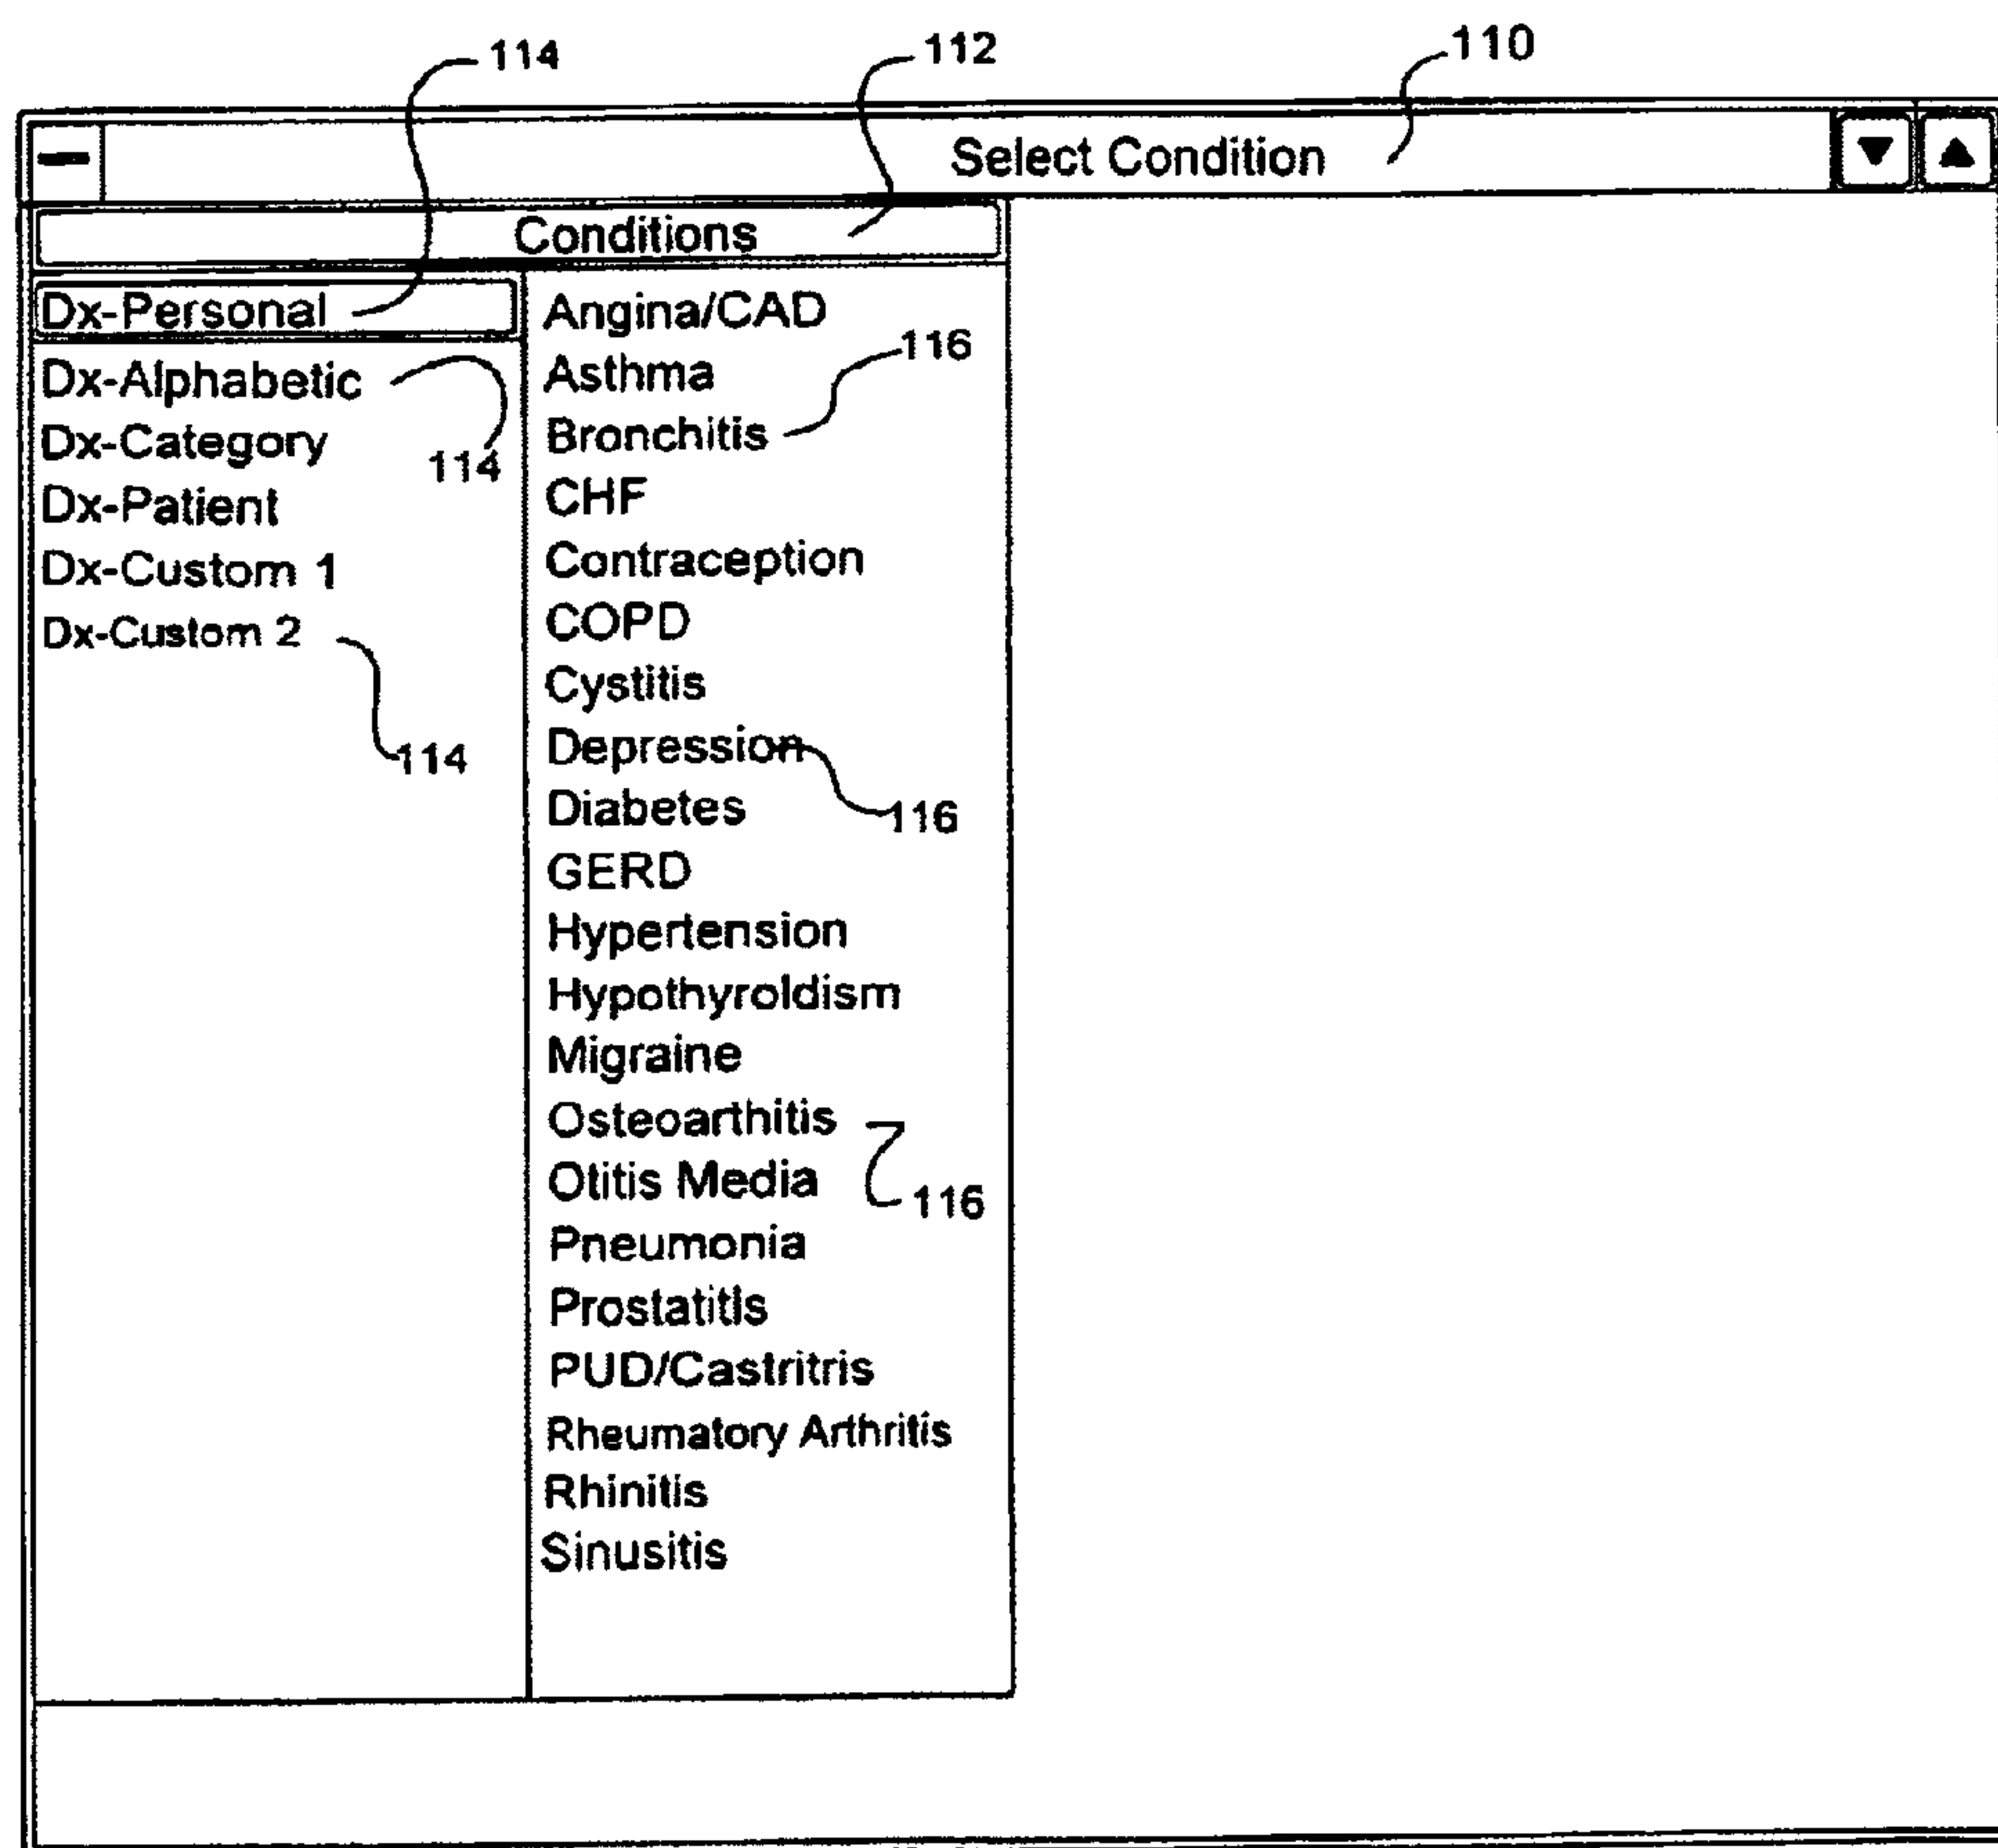 114
112
110
Select Condition
Conditions
Dx-Personal
Dx-Alphabetic
Dx-Category
Dx-Patient
Dx-Custom 1
Dx-Custom 2
114
114
Angina/CAD
Asthma
Bronchitis
CHF
Contraception
COPD
Cystitis
Depression
Diabetes
GERD
Hypertension
Hypothyroldism
Migraine
Osteoarthitis
Otitis Media
Pneumonia
Prostatitls
PUD/Castritris
Rheumatory Arthritis
Rhinitis
Sinusitis
116
116
116